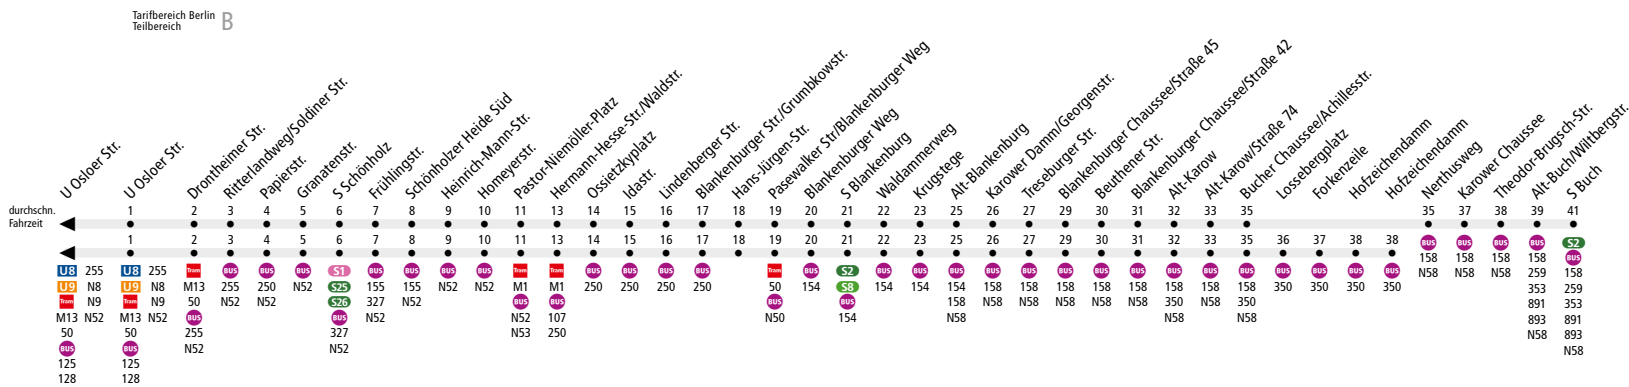 Tarifbereich Berlin
Teilbereich
B
U Osloer Str.
U Osloer Str.
Drontheimer Str.
Ritterlandweg/Soldiner Str.
Papierstr.
Granatenstr.
S Schönholz
Frühlingstr.
Schönholzer Heide Süd
Heinrich-Mann-Str.
Homeyerstr.
Pastor-Niemöller-Platz
Hermann-Hesse-Str./Waldstr.
Ossietzkyplatz
Idastr.
Lindenberger Str.
Blankenburger Str./Grumbkowstr.
Hans-Jürgen-Str.
Pasewalker Str/Blankenburger Weg
Blankenburger Weg
S Blankenburg
Waldammerweg
Krugstege
Alt-Blankenburg
Karower Damm/Georgenstr.
Treseburger Str.
Blankenburger Chaussee/Straße 45
Beuthener Str.
Blankenburger Chaussee/Straße 42
Alt-Karow
Alt-Karow/Straße 74
Bucher Chaussee/Achillesstr.
Lossebergplatz
Forkenzeile
Hofzeichendamm
Hofzeichendamm
Nerthusweg
Karower Chaussee
Theodor-Brugsch-Str.
Alt-Buch/Wiltbergstr.
S Buch
durchschn. 1 2 3 4 5 6 7 8 9 10 11 13 14 15 16 17 18 19 20 21 22 23 25 26 27 29 30 31 32 33 35 35 37 38 39 41
Fahrzeit
1 2 3 4 5 6 7 8 9 10 11 13 14 15 16 17 18 19 20 21 22 23 25 26 27 29 30 31 32 33 35 36 37 38 38
BUS BUS BUS BUS S2
U8 255 U8 255 Tram BUS BUS BUS S1 BUS BUS BUS BUS Tram Tram BUS BUS BUS BUS Tram BUS S2 BUS BUS BUS BUS BUS BUS BUS BUS BUS BUS BUS BUS BUS BUS BUS 158 158 158 158 BUS
U9 N8 U9 N8 M13 255 250 N52 S25 155 155 N52 N52 M1 M1 250 250 250 250 50 154 S8 154 154 154 158 158 158 158 158 158 158 158 350 350 350 350 N58 N58 N58 259 158
Tram N9 Tram N9 50 N52 N52 S26 327 N52 BUS BUS BUS BUS 158 N58 N58 N58 N58 N58 350 N58 350 353 259
M13 N52 M13 N52 BUS BUS N52 N52 107 N50 154 N58 N58 N58 891 353
50 50 255 327 N53 250 893 891
BUS BUS N52 N52 N58 893
125 125 N58
128 128